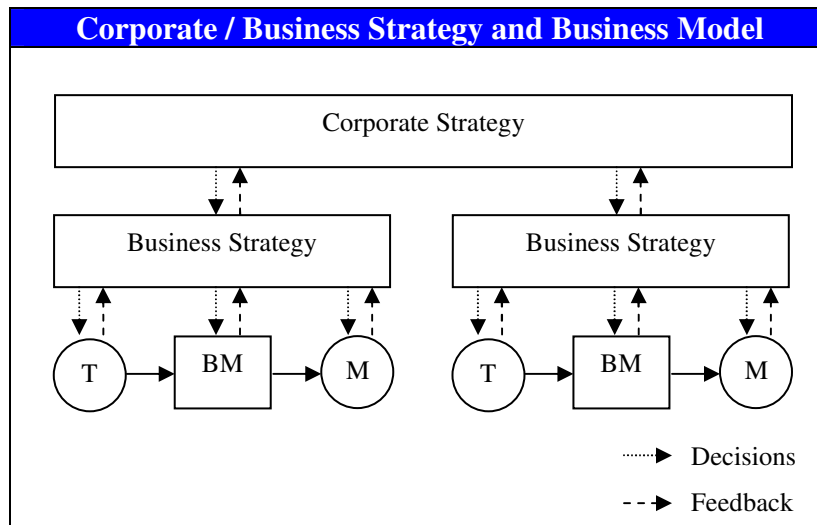 Corporate / Business Strategy and Business Model
Corporate Strategy
Business Strategy
Business Strategy
T
BM
M
T
BM
M
Decisions
Feedback